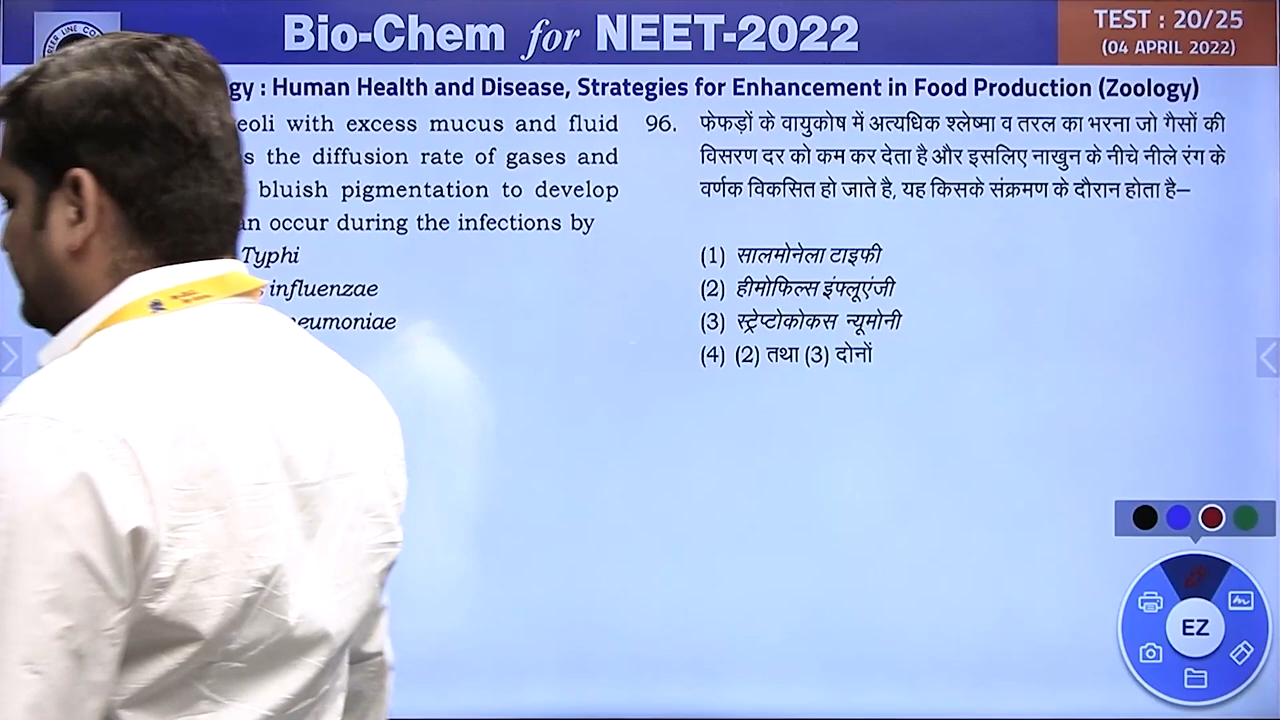 Bio-Chem for NEET-2022
TEST : 20/25
(04 APRIL 2022)
gy : Human Health and Disease, Strategies for Enhancement in Food Production (Zoology)
eoli with excess mucus and fluid
s the diffusion rate of gases and
bluish pigmentation to develop
an occur during the infections by
Typhi
s influenzae
neumoniae
96. फेफड़ों के वायुकोष में अत्यधिक श्लेष्मा व तरल का भरना जो गैसों की
विसरण दर को कम कर देता है और इसलिए नाखुन के नीचे नीले रंग के
वर्णक विकसित हो जाते है, यह किसके संक्रमण के दौरान होता है–
(1) सालमोनेला टाइफी
(2) हीमोफिल्स इंफ्लूएंजी
(3) स्ट्रेप्टोकोकस न्यूमोनी
(4) (2) तथा (3) दोनों
EZ